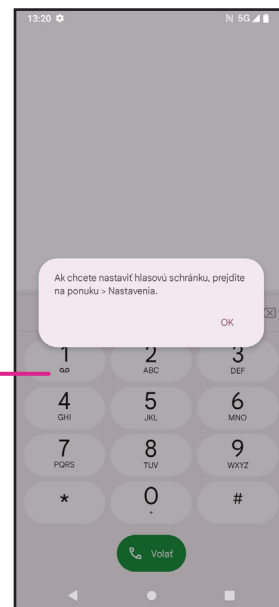 13:20 5G
Ak chcete nastaviť hlasovú schránku, prejdite
na ponuku > Nastavenia.
OK
1 2 3
ABC DEF
4 5 6
GHI JKL MNO
7 8 9
PQRS TUV WXYZ
* 0 #
+
Volať